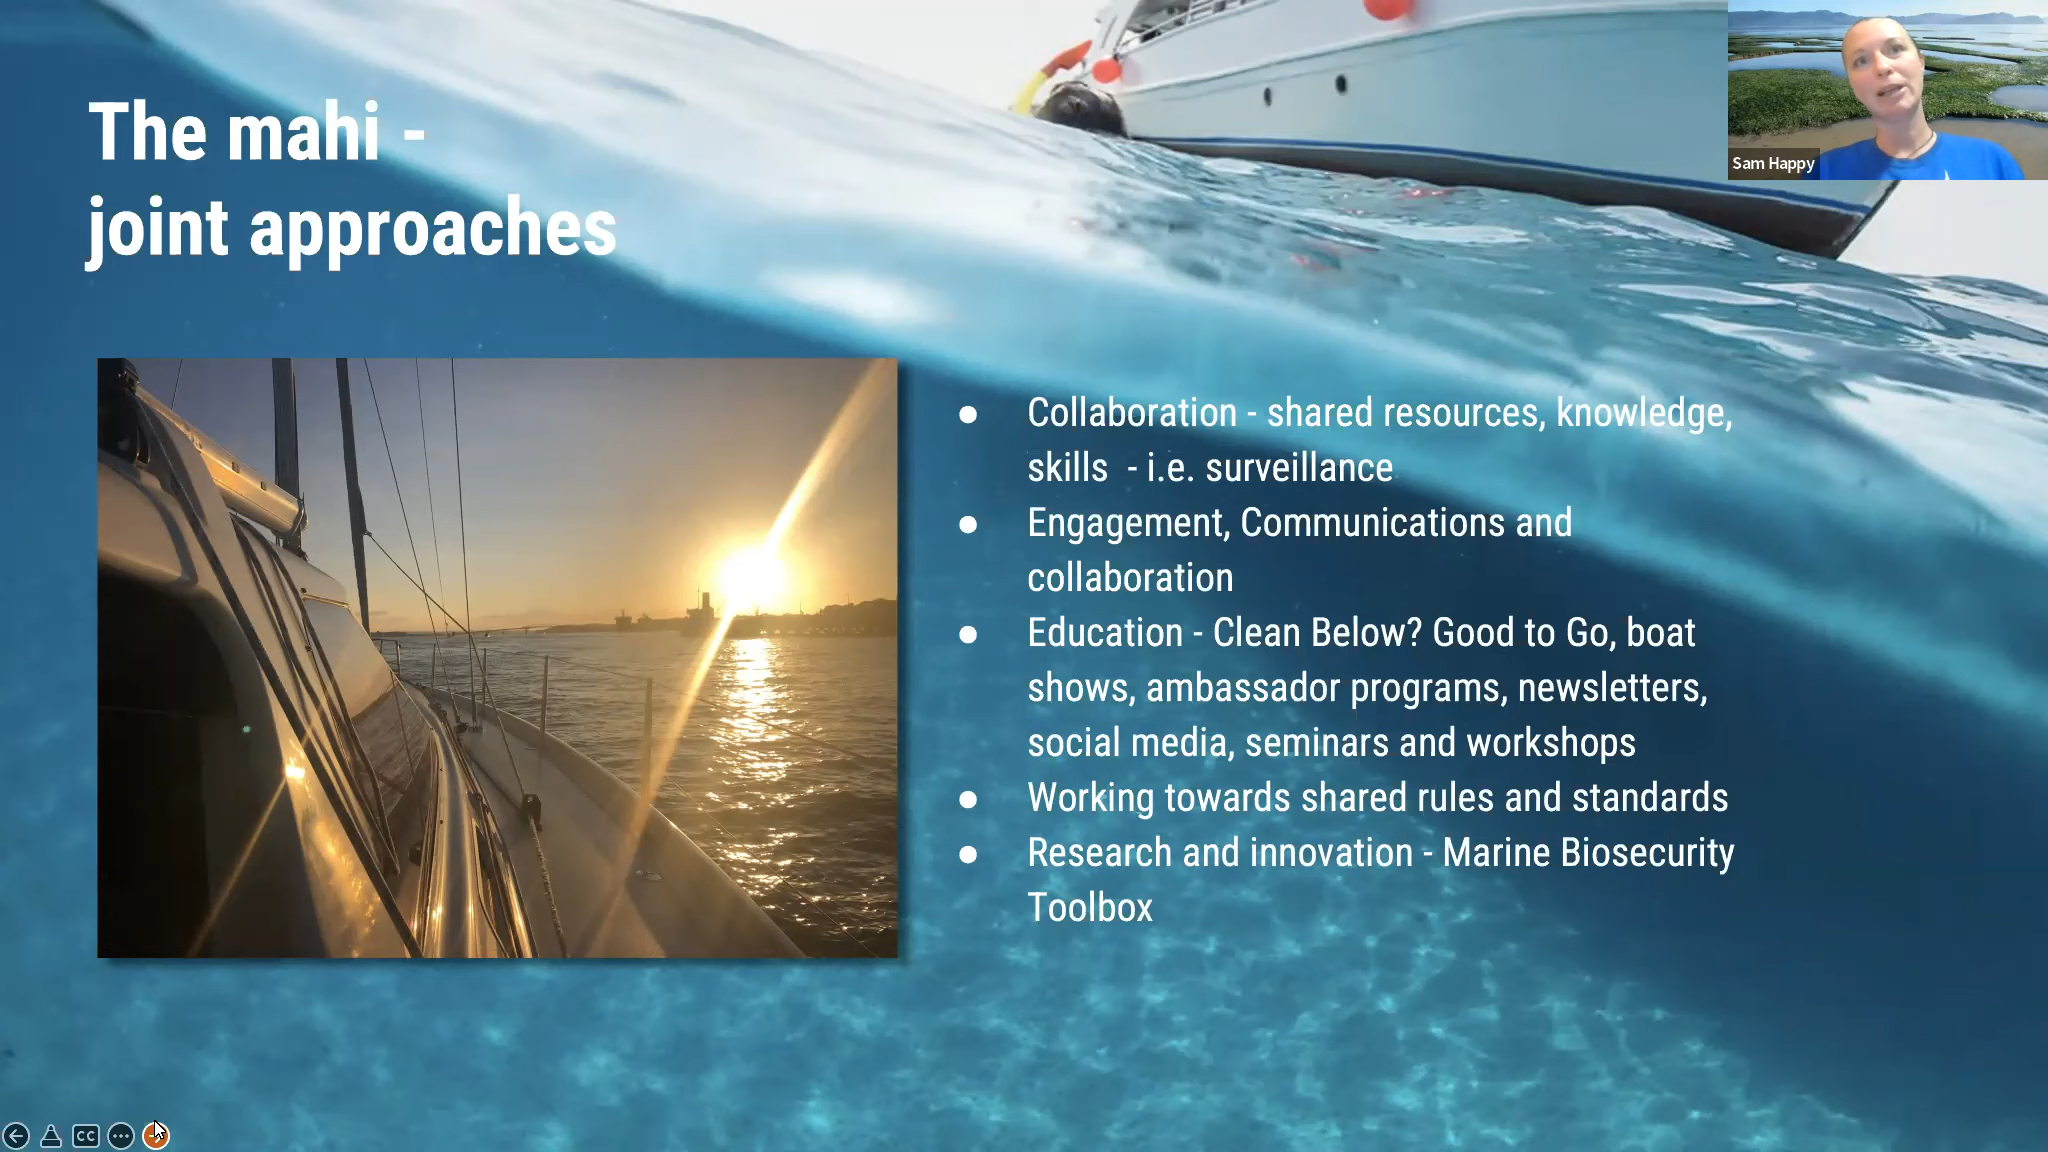 The mahi -
joint approaches
Sam Happy
● Collaboration - shared resources, knowledge,
skills - i.e. surveillance
● Engagement, Communications and
collaboration
● Education - Clean Below? Good to Go, boat
shows, ambassador programs, newsletters,
social media, seminars and workshops
● Working towards shared rules and standards
● Research and innovation - Marine Biosecurity
Toolbox
CC